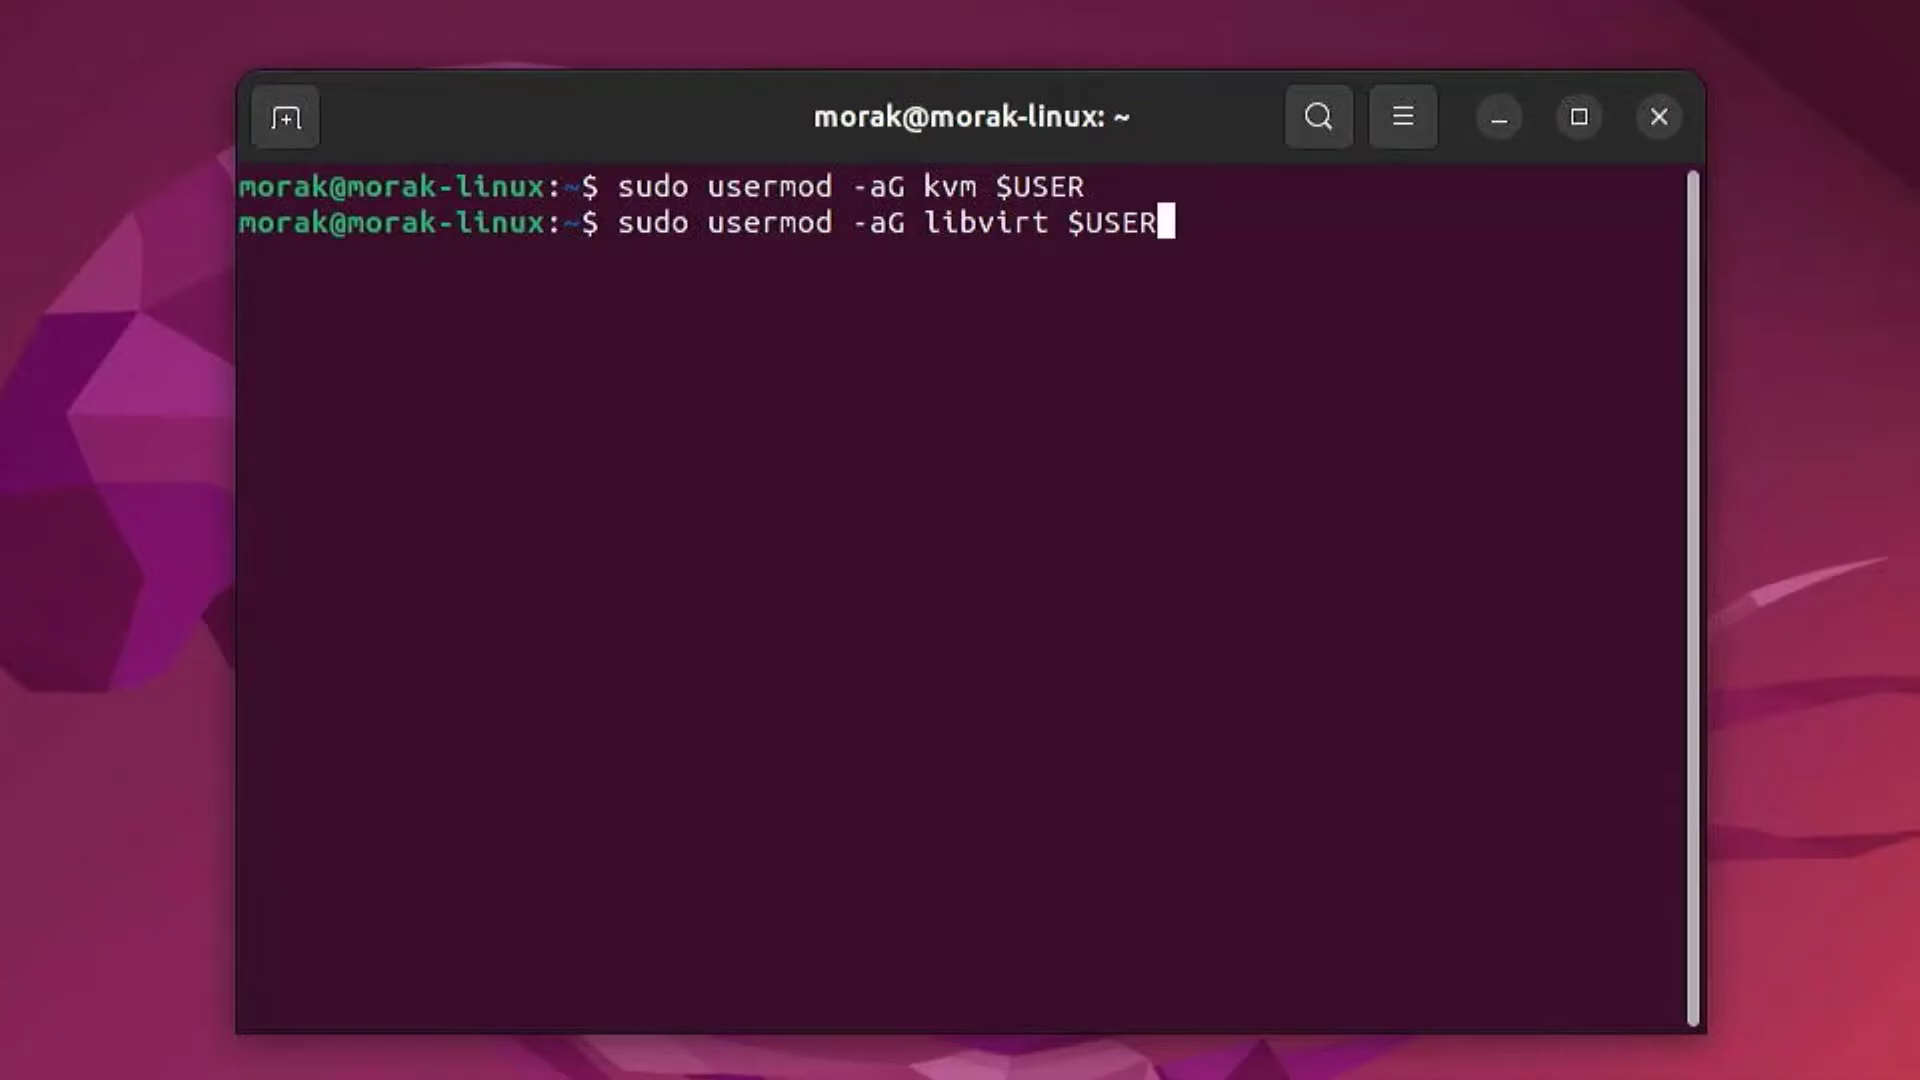 morak@morak-linux: ~
morak@morak-linux:~$ sudo usermod -aG kvm $USER
morak@morak-linux:~$ sudo usermod -aG libvirt $USER